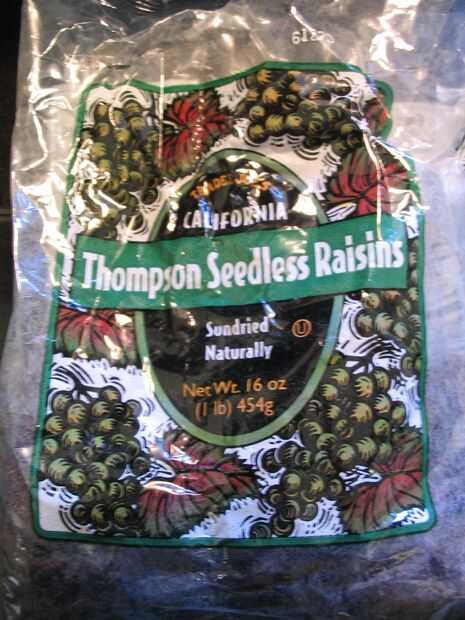 CALIFORNIA
Thompson Seedless Raisins
Sundried
Naturally
U
Net Wt. 16 oz
(1 lb) 454g